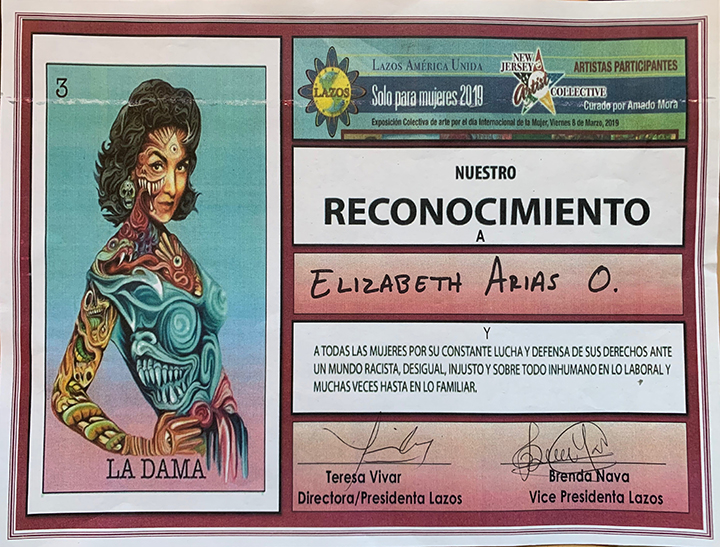 3
LA DAMA
LAZOS
LAZOS AMÉRICA UNIDA
Solo para mujeres 2019
NEW
JERSEY
Artist
COLLECTIVE
ARTISTAS PARTICIPANTES
Curado por Amado Mora
Exposición Colectiva de arte por el día Internacional de la Mujer, Viernes 8 de Marzo, 2019
NUESTRO
RECONOCIMIENTO
A
ELIZABETH ARIAS O.
Y
A TODAS LAS MUJERES POR SU CONSTANTE LUCHA Y DEFENSA DE SUS DERECHOS ANTE
UN MUNDO RACISTA, DESIGUAL, INJUSTO Y SOBRE TODO INHUMANO EN LO LABORAL Y
MUCHAS VECES HASTA EN LO FAMILIAR.
Teresa Vivar
Directora/Presidenta Lazos
Brenda Nava
Vice Presidenta Lazos